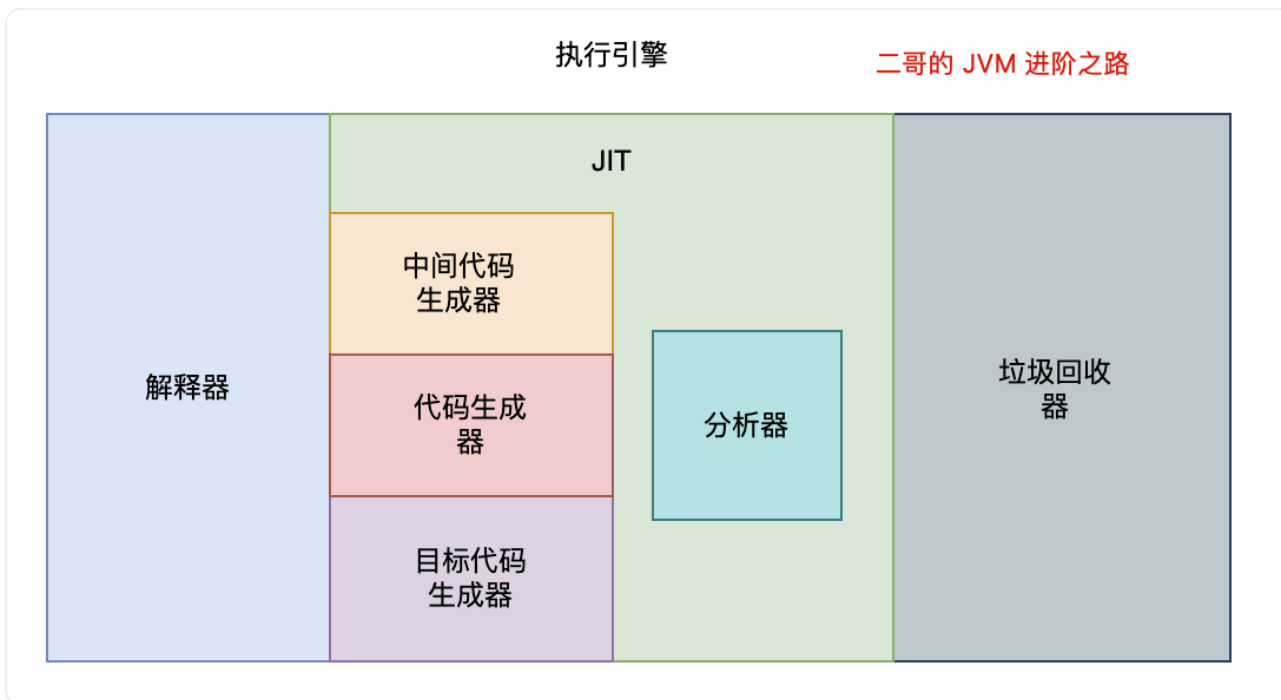 执行引擎
二哥的 JVM 进阶之路
JIT
中间代码
生成器
解释器
代码生成
器
分析器
垃圾回收
器
目标代码
生成器